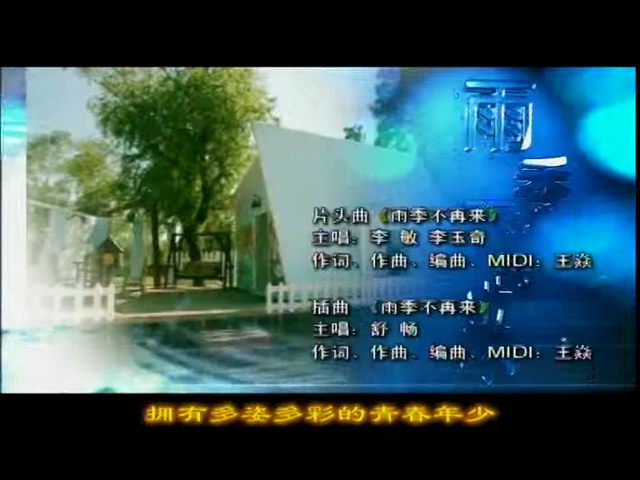 雨季
片头曲《雨季不再来》
主唱：李 敏 李玉奇
作词、作曲、编曲、MIDI：王焱
插曲 《雨季不再来》
主唱：舒 畅
作词、作曲、编曲、MIDI：王焱
拥有多姿多彩的青春年少